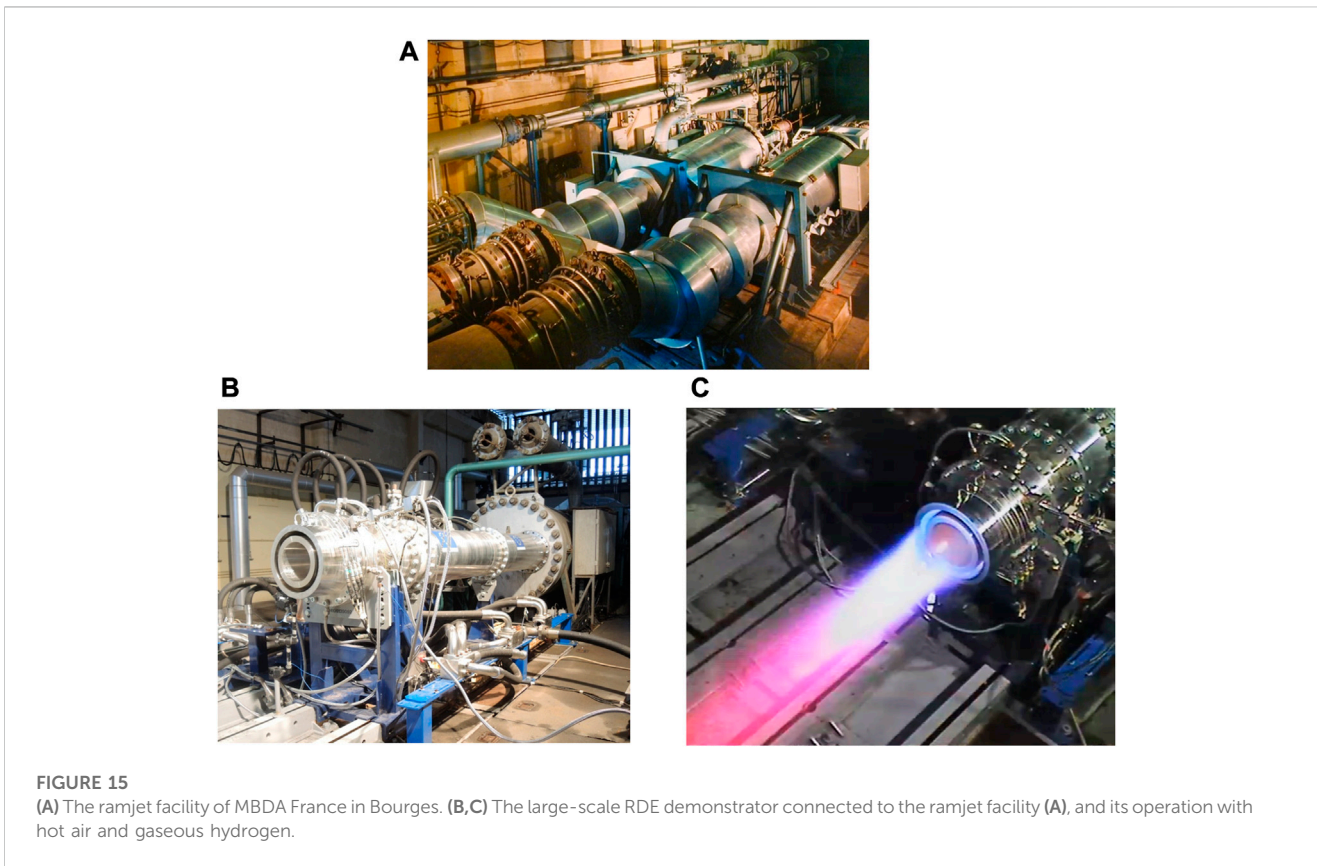 A
B
C
FIGURE 15
(A) The ramjet facility of MBDA France in Bourges. (B,C) The large-scale RDE demonstrator connected to the ramjet facility (A), and its operation with
hot air and gaseous hydrogen.